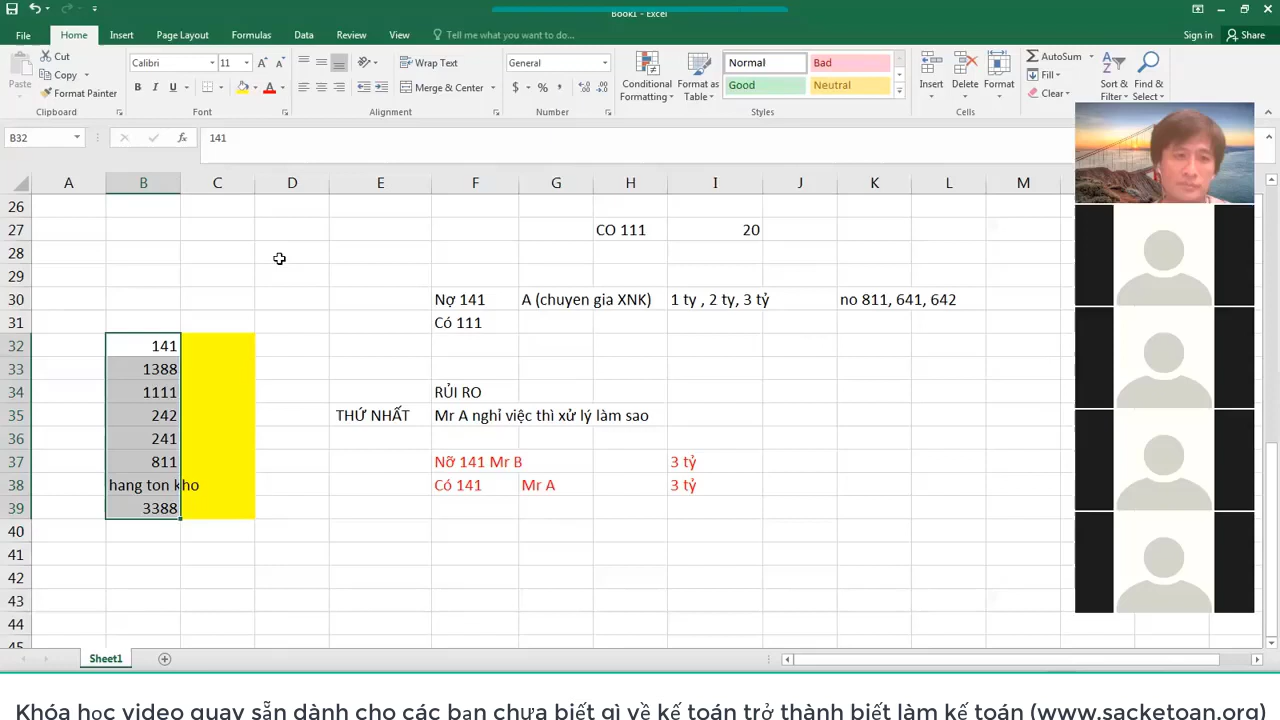 Book1 - Excel
File Home Insert Page Layout Formulas Data Review View Tell me what you want to do... Sign in Share
Cut
Copy
Format Painter
Paste
Clipboard
Calibri 11
B I U
Font
Wrap Text
Merge & Center
Alignment
General
$ % ,
Number
Conditional Formatting
Format as Table
Normal Bad
Good Neutral
Styles
Insert Delete Format
Cells
AutoSum
Fill
Clear
Sort & Filter
Find & Select
B32 fx 141
A B C D E F G H I J K L M
26
27 CO 111 20
28
29
30 Nợ 141 A (chuyen gia XNK) 1 ty , 2 ty, 3 tỷ no 811, 641, 642
31 Có 111
32 141
33 1388
34 1111 RỦI RO
35 242 THỨ NHẤT Mr A nghỉ việc thì xử lý làm sao
36 241
37 811 Nỡ 141 Mr B 3 tỷ
38 hang ton kho Có 141 Mr A 3 tỷ
39 3388
40
41
42
43
44
45
Sheet1
Khóa học video quay sẵn dành cho các bạn chưa biết gì về kế toán trở thành biết làm kế toán (www.sacketoan.org)